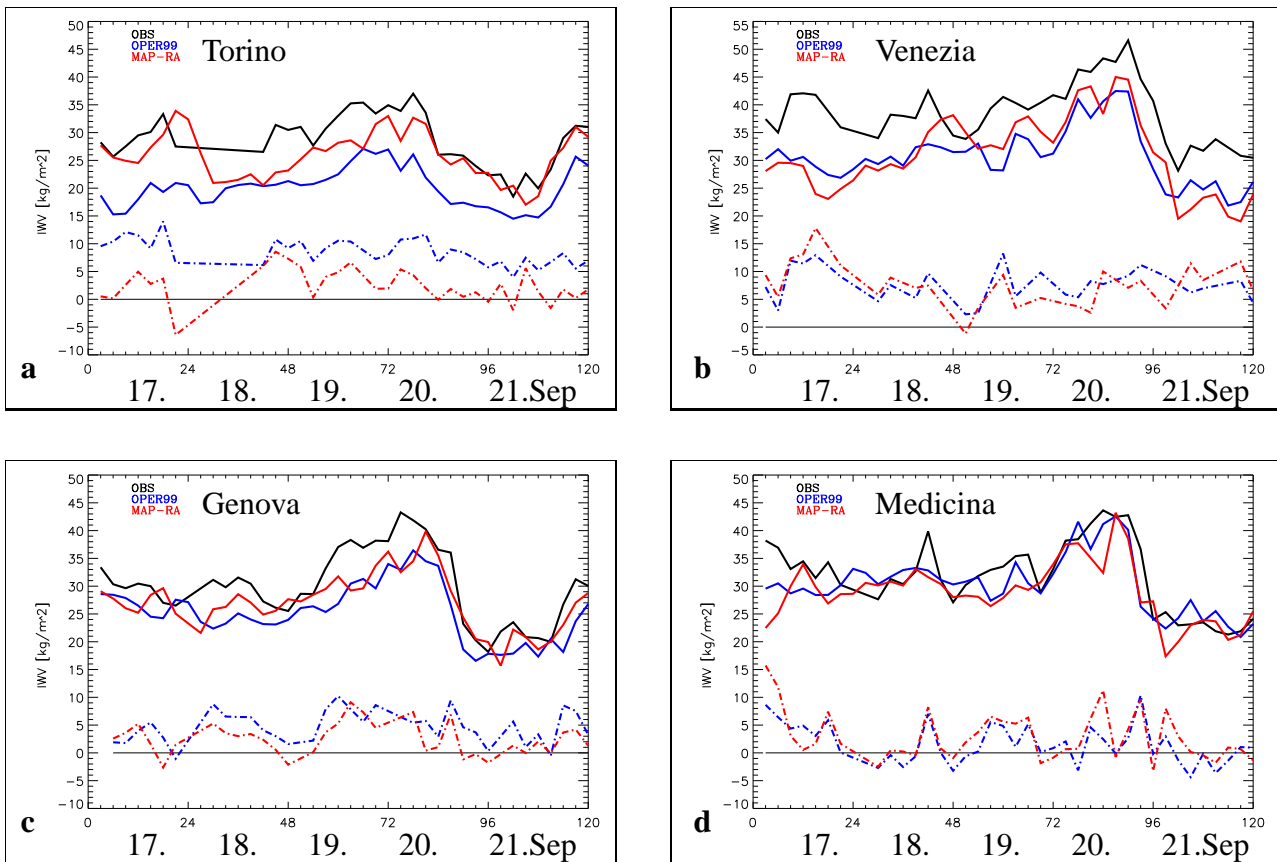 50
45
40
35
30
25
20
15
10
5
0
−5
−10
IWV [kg/m^2]
OBS
OPER99
MAP−RA
Torino
a
0 24 48 72 96 120
17. 18. 19. 20. 21.Sep
55
50
45
40
35
30
25
20
15
10
5
0
−5
IWV [kg/m^2]
OBS
OPER99
MAP−RA
Venezia
b
0 24 48 72 96 120
17. 18. 19. 20. 21.Sep
50
45
40
35
30
25
20
15
10
5
0
−5
−10
IWV [kg/m^2]
OBS
OPER99
MAP−RA
Genova
c
0 24 48 72 96 120
17. 18. 19. 20. 21.Sep
50
45
40
35
30
25
20
15
10
5
0
−5
−10
IWV [kg/m^2]
OBS
OPER99
MAP−RA
Medicina
d
0 24 48 72 96 120
17. 18. 19. 20. 21.Sep